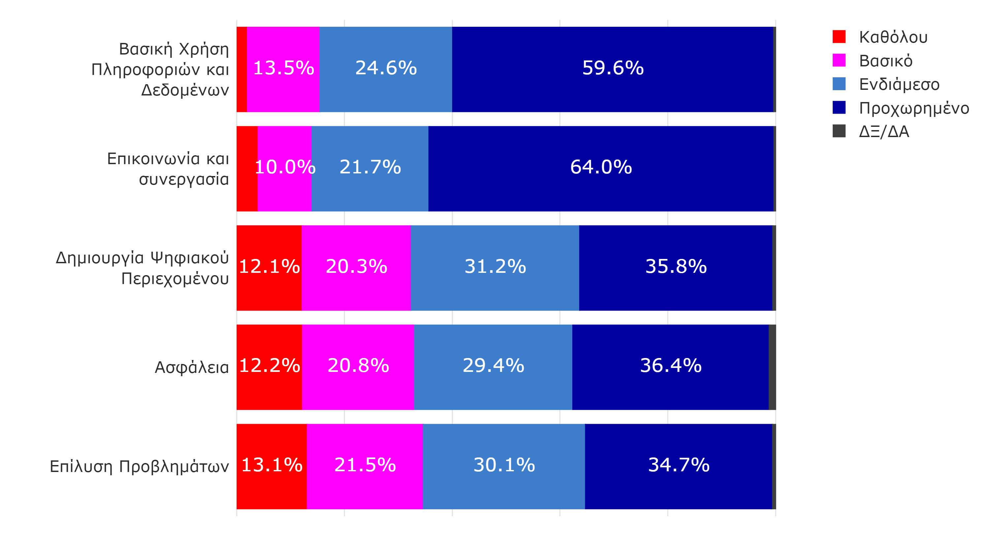 Βασική Χρήση
Πληροφοριών και
Δεδομένων
13.5% 24.6% 59.6%
Επικοινωνία και
συνεργασία
10.0% 21.7% 64.0%
Δημιουργία Ψηφιακού
Περιεχομένου
12.1% 20.3% 31.2% 35.8%
Ασφάλεια
12.2% 20.8% 29.4% 36.4%
Επίλυση Προβλημάτων
13.1% 21.5% 30.1% 34.7%
Καθόλου
Βασικό
Ενδιάμεσο
Προχωρημένο
ΔΞ/ΔΑ